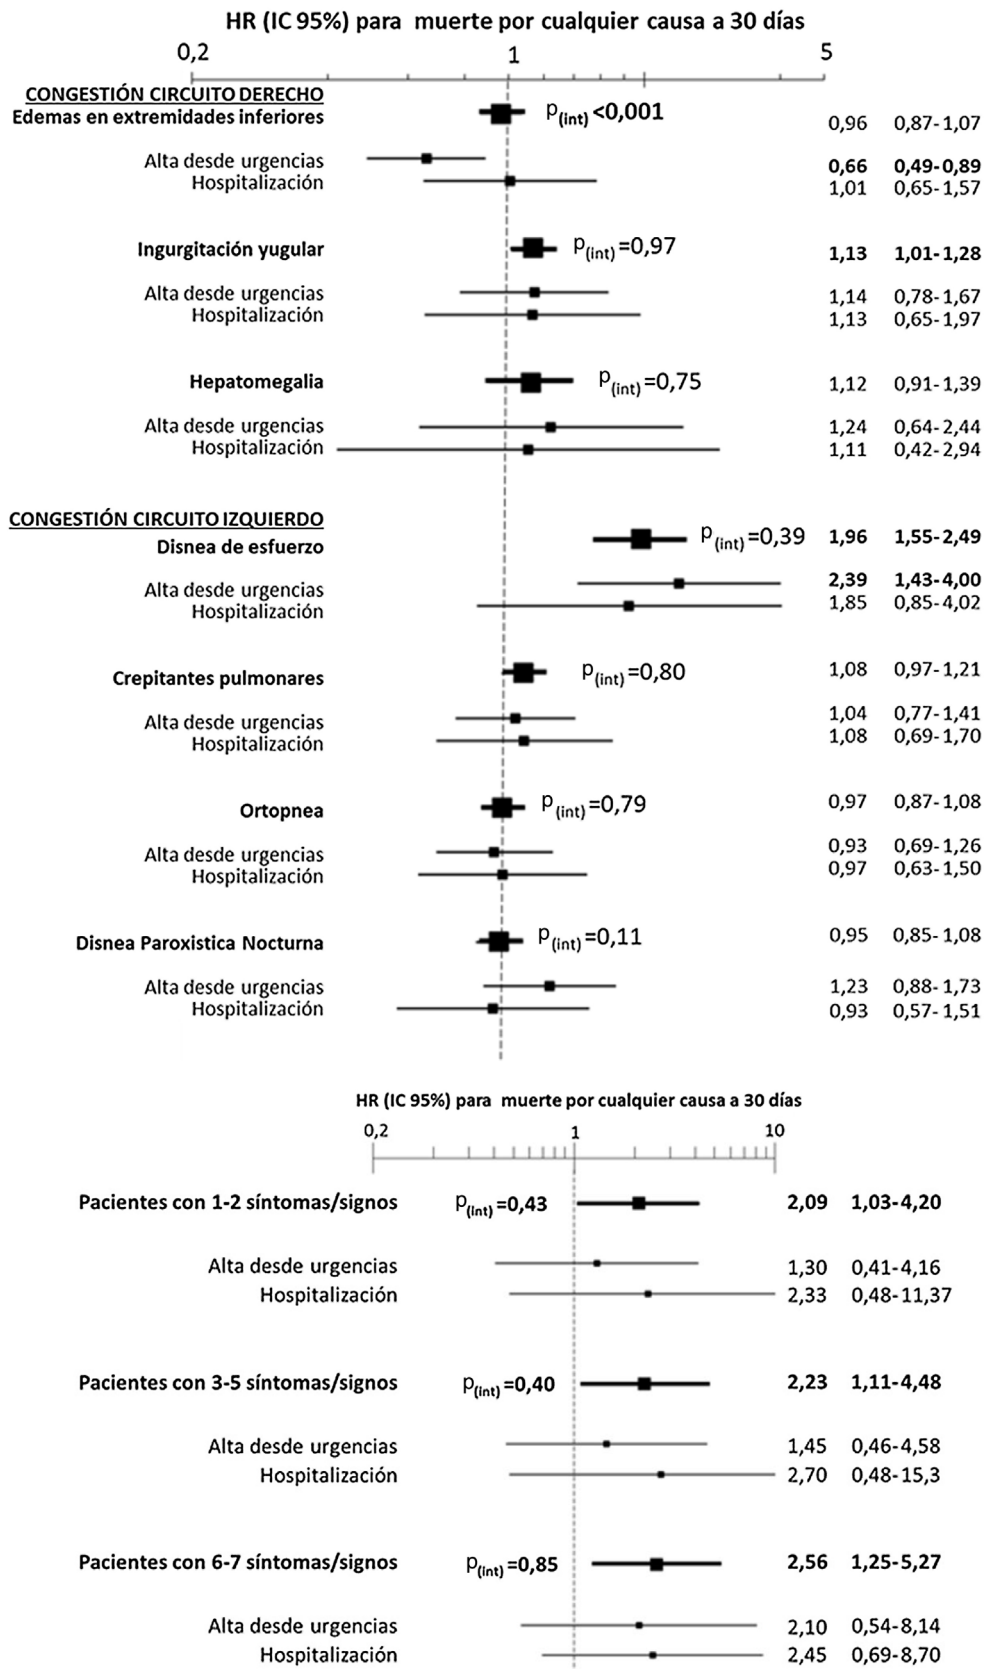 HR (IC 95%) para muerte por cualquier causa a 30 días
0,2 1 5
CONGESTIÓN CIRCUITO DERECHO
Edemas en extremidades inferiores p(int) <0,001 0,96 0,87-1,07
Alta desde urgencias 0,66 0,49-0,89
Hospitalización 1,01 0,65-1,57
Ingurgitación yugular p(int)=0,97 1,13 1,01-1,28
Alta desde urgencias 1,14 0,78-1,67
Hospitalización 1,13 0,65-1,97
Hepatomegalia p(int)=0,75 1,12 0,91-1,39
Alta desde urgencias 1,24 0,64-2,44
Hospitalización 1,11 0,42-2,94
CONGESTIÓN CIRCUITO IZQUIERDO
Disnea de esfuerzo p(int)=0,39 1,96 1,55-2,49
Alta desde urgencias 2,39 1,43-4,00
Hospitalización 1,85 0,85-4,02
Crepitantes pulmonares p(int)=0,80 1,08 0,97-1,21
Alta desde urgencias 1,04 0,77-1,41
Hospitalización 1,08 0,69-1,70
Ortopnea p(int)=0,79 0,97 0,87-1,08
Alta desde urgencias 0,93 0,69-1,26
Hospitalización 0,97 0,63-1,50
Disnea Paroxistica Nocturna p(int)=0,11 0,95 0,85-1,08
Alta desde urgencias 1,23 0,88-1,73
Hospitalización 0,93 0,57-1,51
HR (IC 95%) para muerte por cualquier causa a 30 días
0,2 1 10
Pacientes con 1-2 síntomas/signos p(int)=0,43 2,09 1,03-4,20
Alta desde urgencias 1,30 0,41-4,16
Hospitalización 2,33 0,48-11,37
Pacientes con 3-5 síntomas/signos p(int)=0,40 2,23 1,11-4,48
Alta desde urgencias 1,45 0,46-4,58
Hospitalización 2,70 0,48-15,3
Pacientes con 6-7 síntomas/signos p(int)=0,85 2,56 1,25-5,27
Alta desde urgencias 2,10 0,54-8,14
Hospitalización 2,45 0,69-8,70